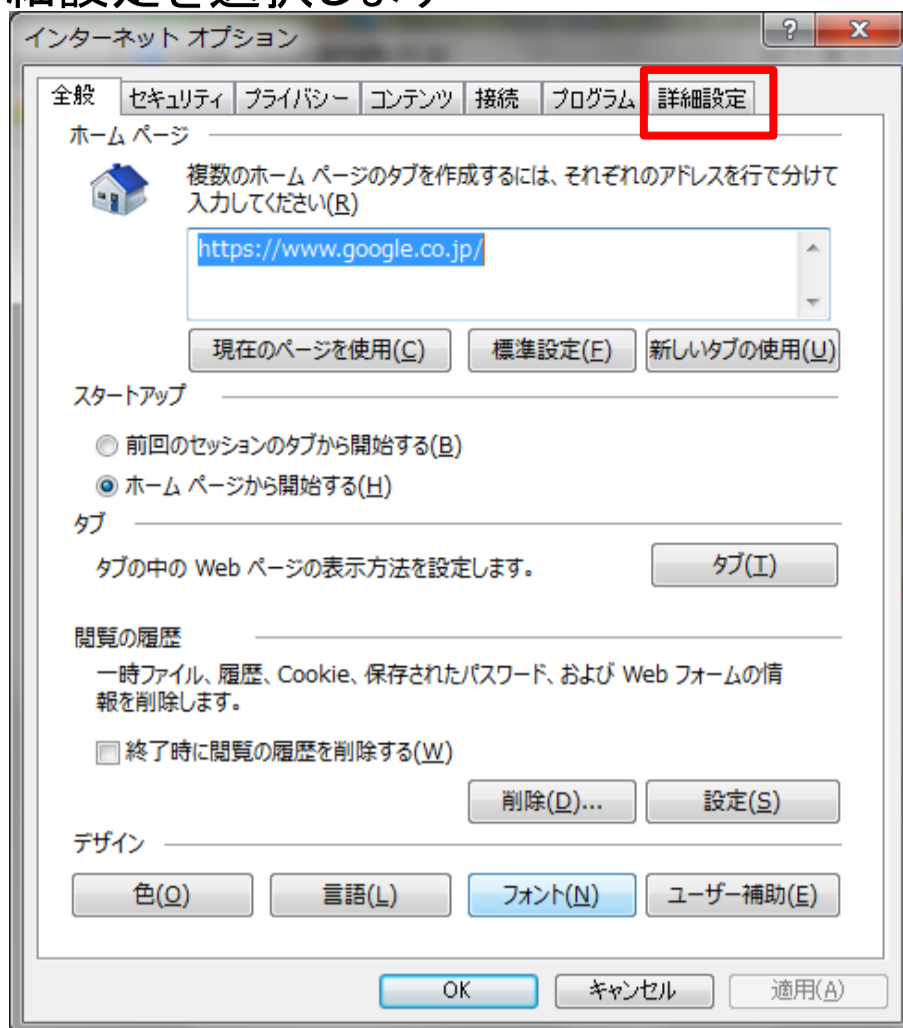 細設定を選択します
インターネット オプション
?
x
全般 セキュリティ プライバシー コンテンツ 接続 プログラム 詳細設定
ホーム ページ
複数のホーム ページのタブを作成するには、それぞれのアドレスを行で分けて
入力してください(R)
https://www.google.co.jp/
現在のページを使用(C) 標準設定(F) 新しいタブの使用(U)
スタートアップ
前回のセッションのタブから開始する(B)
ホーム ページから開始する(H)
タブ
タブの中の Web ページの表示方法を設定します。 タブ(T)
閲覧の履歴
一時ファイル、履歴、Cookie、保存されたパスワード、および Web フォームの情
報を削除します。
終了時に閲覧の履歴を削除する(W)
削除(D)... 設定(S)
デザイン
色(O) 言語(L) フォント(N) ユーザー補助(E)
OK キャンセル 適用(A)